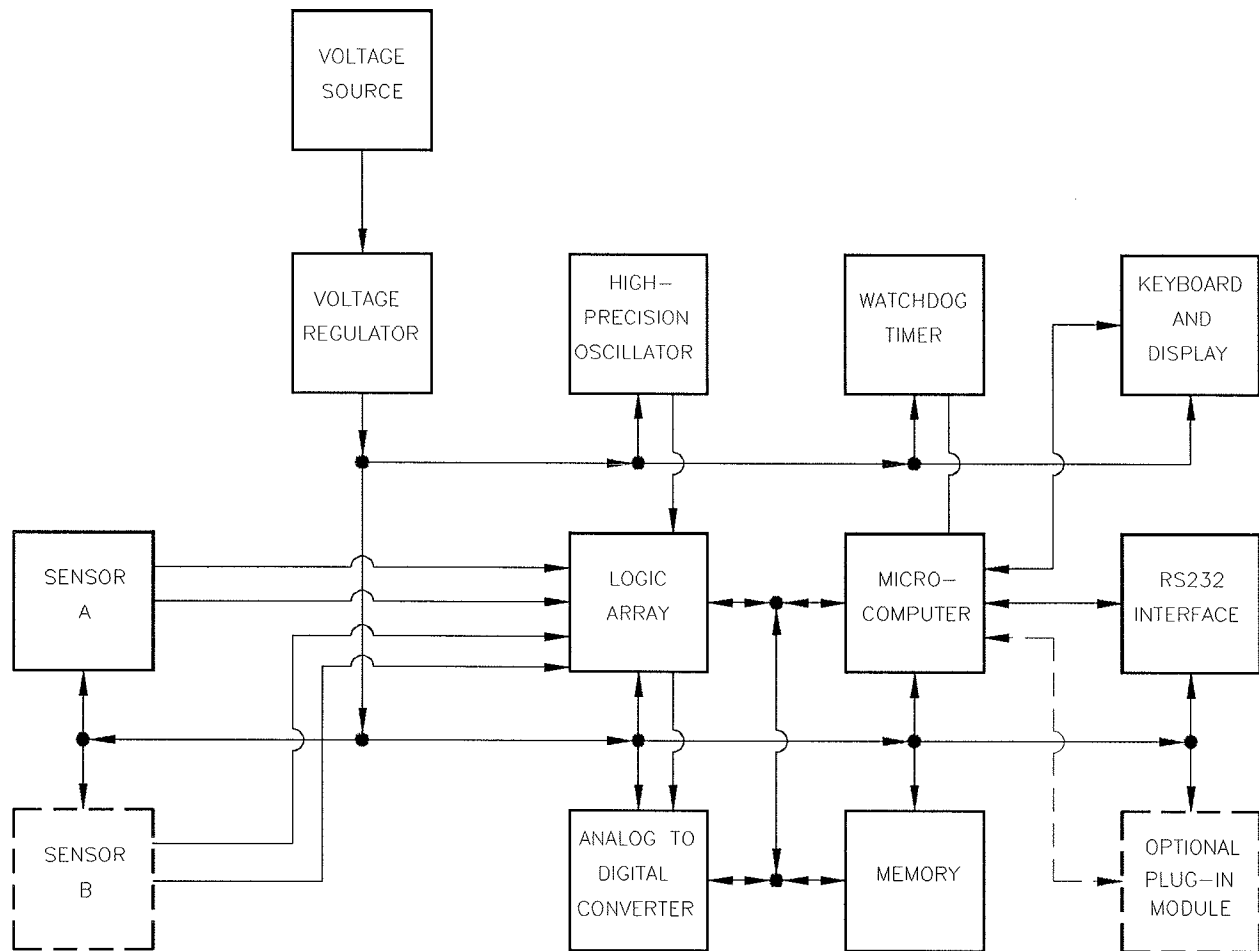 VOLTAGE
SOURCE
VOLTAGE
REGULATOR
HIGH—
PRECISION
OSCILLATOR
WATCHDOG
TIMER
KEYBOARD
AND
DISPLAY
SENSOR
A
LOGIC
ARRAY
MICRO—
COMPUTER
RS232
INTERFACE
SENSOR
B
ANALOG TO
DIGITAL
CONVERTER
MEMORY
OPTIONAL
PLUG-IN
MODULE